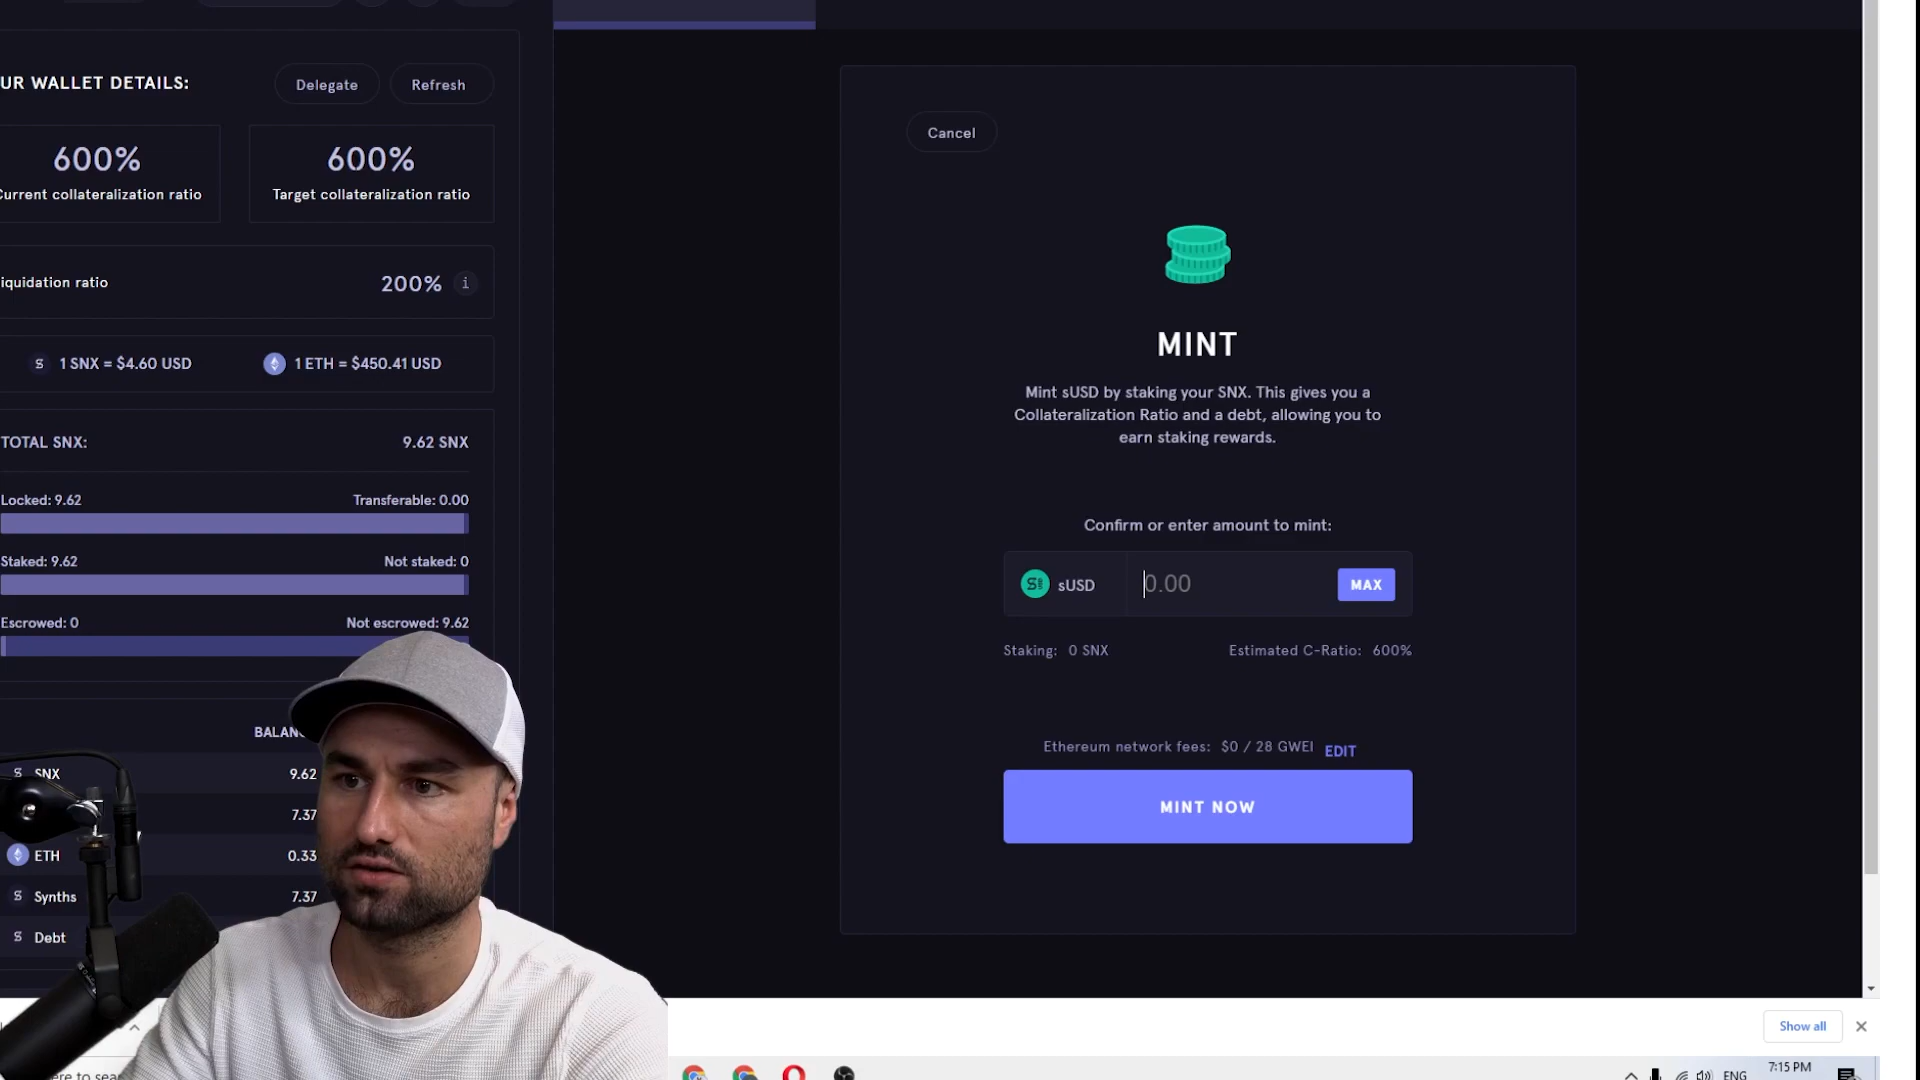 UR WALLET DETAILS:
Delegate
Refresh
600%
Current collateralization ratio
600%
Target collateralization ratio
iquidation ratio
200%
i
1 SNX = $4.60 USD
1 ETH = $450.41 USD
TOTAL SNX:
9.62 SNX
Locked: 9.62
Transferable: 0.00
Staked: 9.62
Not staked: 0
Escrowed: 0
Not escrowed: 9.62
BALANC
SNX
9.62
7.37
ETH
0.33
Synths
7.37
Debt
Cancel
MINT
Mint sUSD by staking your SNX. This gives you a
Collateralization Ratio and a debt, allowing you to
earn staking rewards.
Confirm or enter amount to mint:
sUSD
0.00
MAX
Staking: 0 SNX
Estimated C-Ratio: 600%
Ethereum network fees: $0 / 28 GWEI
EDIT
MINT NOW
Show all
ere to sea
ENG
7:15 PM